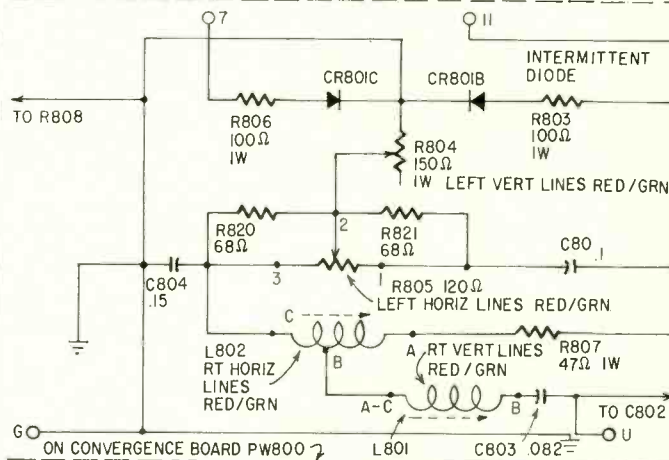 7
11
INTERMITTENT
DIODE
CR801C
CR801B
TO R808
R806
100Ω
1W
R804
150Ω
1W
R803
100Ω
1W
LEFT VERT LINES RED/GRN
R820
68Ω
2
R821
68Ω
C80
.1
C804
.15
3
1
R805 120Ω
LEFT HORIZ LINES RED/GRN
C
L802
RT HORIZ
LINES
RED/GRN
B
A
RT VERT LINES
RED/GRN
R807
47Ω 1W
A-C
B
TO C802
G
ON CONVERGENCE BOARD PW800
L801
C803 .082
U